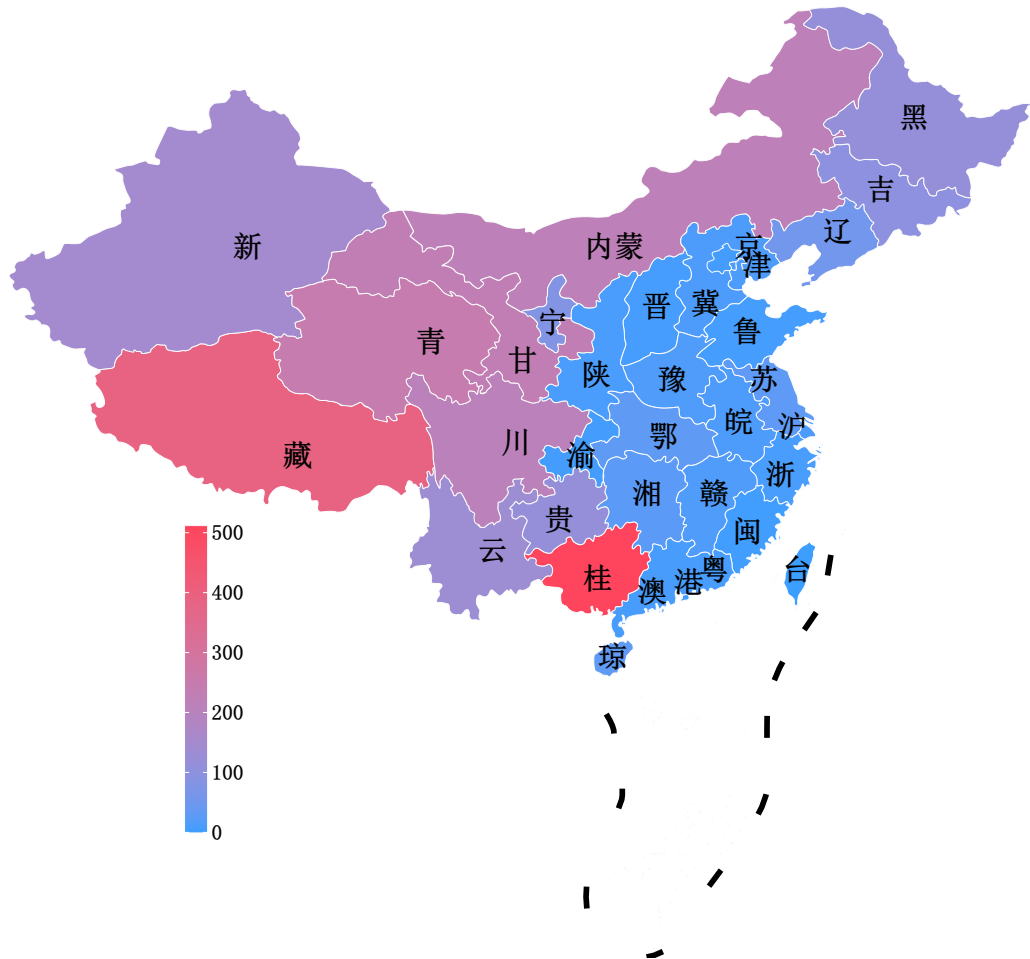 黑
吉
辽
新
内蒙
京
津
宁
晋
冀
鲁
青
甘
陕
豫
苏
川
鄂
皖
沪
藏
渝
浙
湘
赣
贵
闽
云
桂
澳
港
粤
台
琼
500
400
300
200
100
0